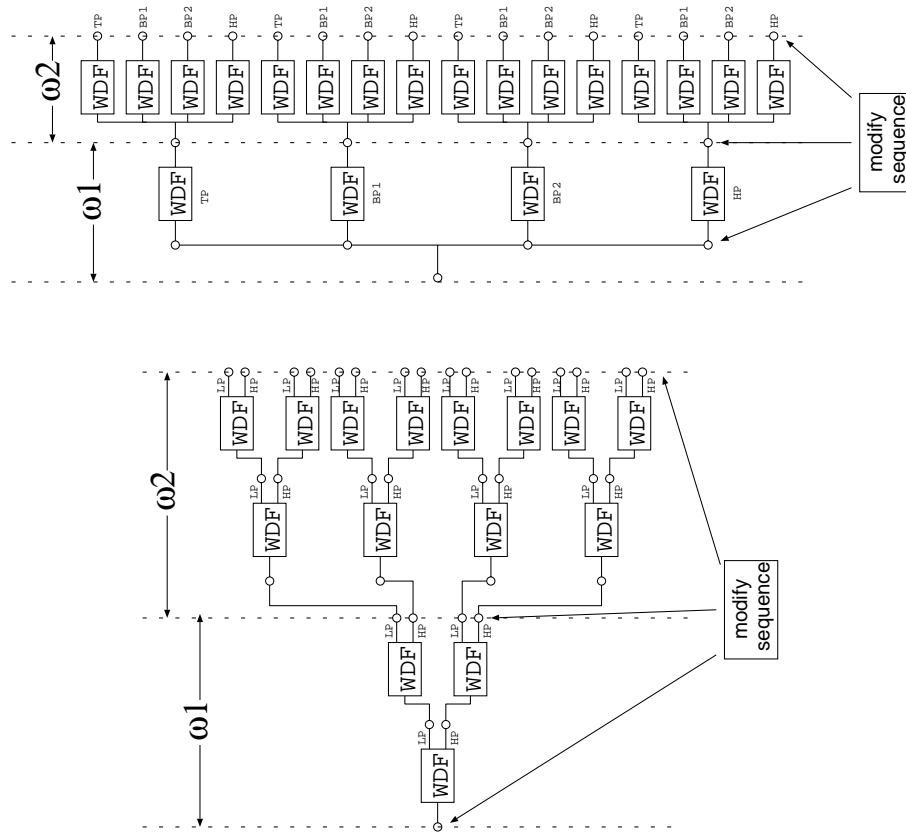 TP BP1 BP2 HP TP BP1 BP2 HP TP BP1 BP2 HP TP BP1 BP2 HP
ω2
WDF WDF WDF WDF WDF WDF WDF WDF WDF WDF WDF WDF WDF WDF WDF WDF
modify
sequence
ω1
WDF WDF WDF WDF
TP BP1 BP2 HP
LP HP LP HP LP HP LP HP LP HP LP HP LP HP LP HP
WDF WDF WDF WDF WDF WDF WDF WDF
ω2
LP HP LP HP LP HP LP HP
WDF WDF WDF WDF
modify
sequence
LP HP LP HP
WDF WDF
ω1
LP HP
WDF